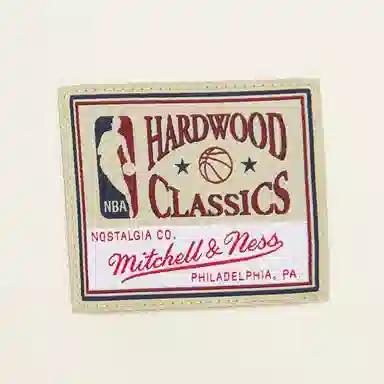 HARDWOOD
CLASSICS
NBA
NOSTALGIA CO.
Mitchell & Ness
PHILADELPHIA, PA.